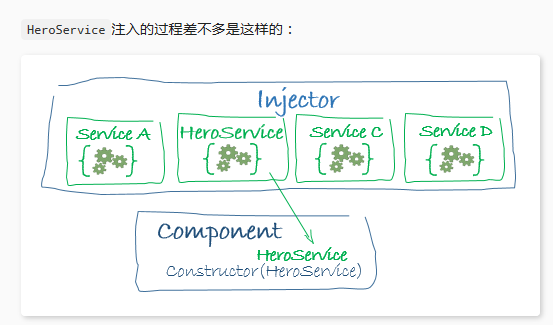 HeroService 注入的过程差不多是这样的：
Injector
Service A
HeroService
Service C
Service D
Component
HeroService
Constructor(HeroService)